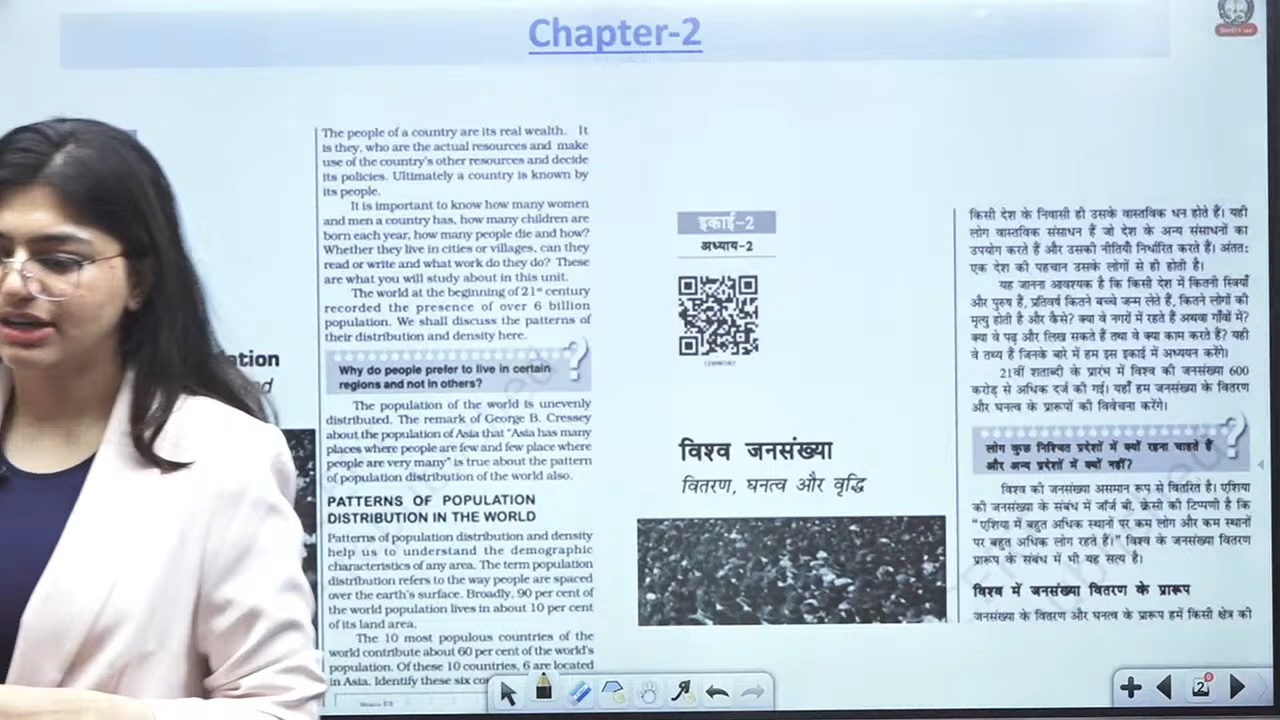 Chapter-2
ation
nd
The people of a country are its real wealth. It
is they, who are the actual resources and make
use of the country's other resources and decide
its policies. Ultimately a country is known by
its people.
It is important to know how many women
and men a country has, how many children are
born each year, how many people die and how?
Whether they live in cities or villages, can they
read or write and what work do they do? These
are what you will study about in this unit.
The world at the beginning of 21st century
recorded the presence of over 6 billion
population. We shall discuss the patterns of
their distribution and density here.
Why do people prefer to live in certain
regions and not in others?
The population of the world is unevenly
distributed. The remark of George B. Cressey
about the population of Asia that "Asia has many
places where people are few and few place where
people are very many" is true about the pattern
of population distribution of the world also.
PATTERNS OF POPULATION
DISTRIBUTION IN THE WORLD
Patterns of population distribution and density
help us to understand the demographic
characteristics of any area. The term population
distribution refers to the way people are spaced
over the earth's surface. Broadly, 90 per cent of
the world population lives in about 10 per cent
of its land area.
The 10 most populous countries of the
world contribute about 60 per cent of the world's
population. Of these 10 countries, 6 are located
in Asia. Identify these six co
इकाई-2
अध्याय-2
विश्व जनसंख्या
वितरण, घनत्व और वृद्धि
किसी देश के निवासी ही उसके वास्तविक धन होते हैं। यही
लोग वास्तविक संसाधन हैं जो देश के अन्य संसाधनों का
उपयोग करते हैं और उसकी नीतियाँ निर्धारित करते हैं। अंततः
एक देश की पहचान उसके लोगों से ही होती है।
यह जानना आवश्यक है कि किसी देश में कितनी स्त्रियाँ
और पुरुष हैं, प्रतिवर्ष कितने बच्चे जन्म लेते हैं, कितने लोगों की
मृत्यु होती है और कैसे? क्या वे नगरों में रहते हैं अथवा गाँवों में?
क्या वे पढ़ और लिख सकते हैं तथा वे क्या काम करते हैं? यही
वे तथ्य हैं जिनके बारे में हम इस इकाई में अध्ययन करेंगे।
21वीं शताब्दी के प्रारंभ में विश्व की जनसंख्या 600
करोड़ से अधिक दर्ज की गई। यहाँ हम जनसंख्या के वितरण
और घनत्व के प्रारूपों की विवेचना करेंगे।
लोग कुछ निश्चित प्रदेशों में क्यों रहना चाहते हैं
और अन्य प्रदेशों में क्यों नहीं?
विश्व की जनसंख्या असमान रूप से वितरित है। एशिया
की जनसंख्या के संबंध में जॉर्ज बी. क्रेसी की टिप्पणी है कि
"एशिया में बहुत अधिक स्थानों पर कम लोग और कम स्थानों
पर बहुत अधिक लोग रहते हैं।" विश्व के जनसंख्या वितरण
प्रारूप के संबंध में भी यह सत्य है।
विश्व में जनसंख्या वितरण के प्रारूप
जनसंख्या के वितरण और घनत्व के प्रारूप हमें किसी क्षेत्र की
2